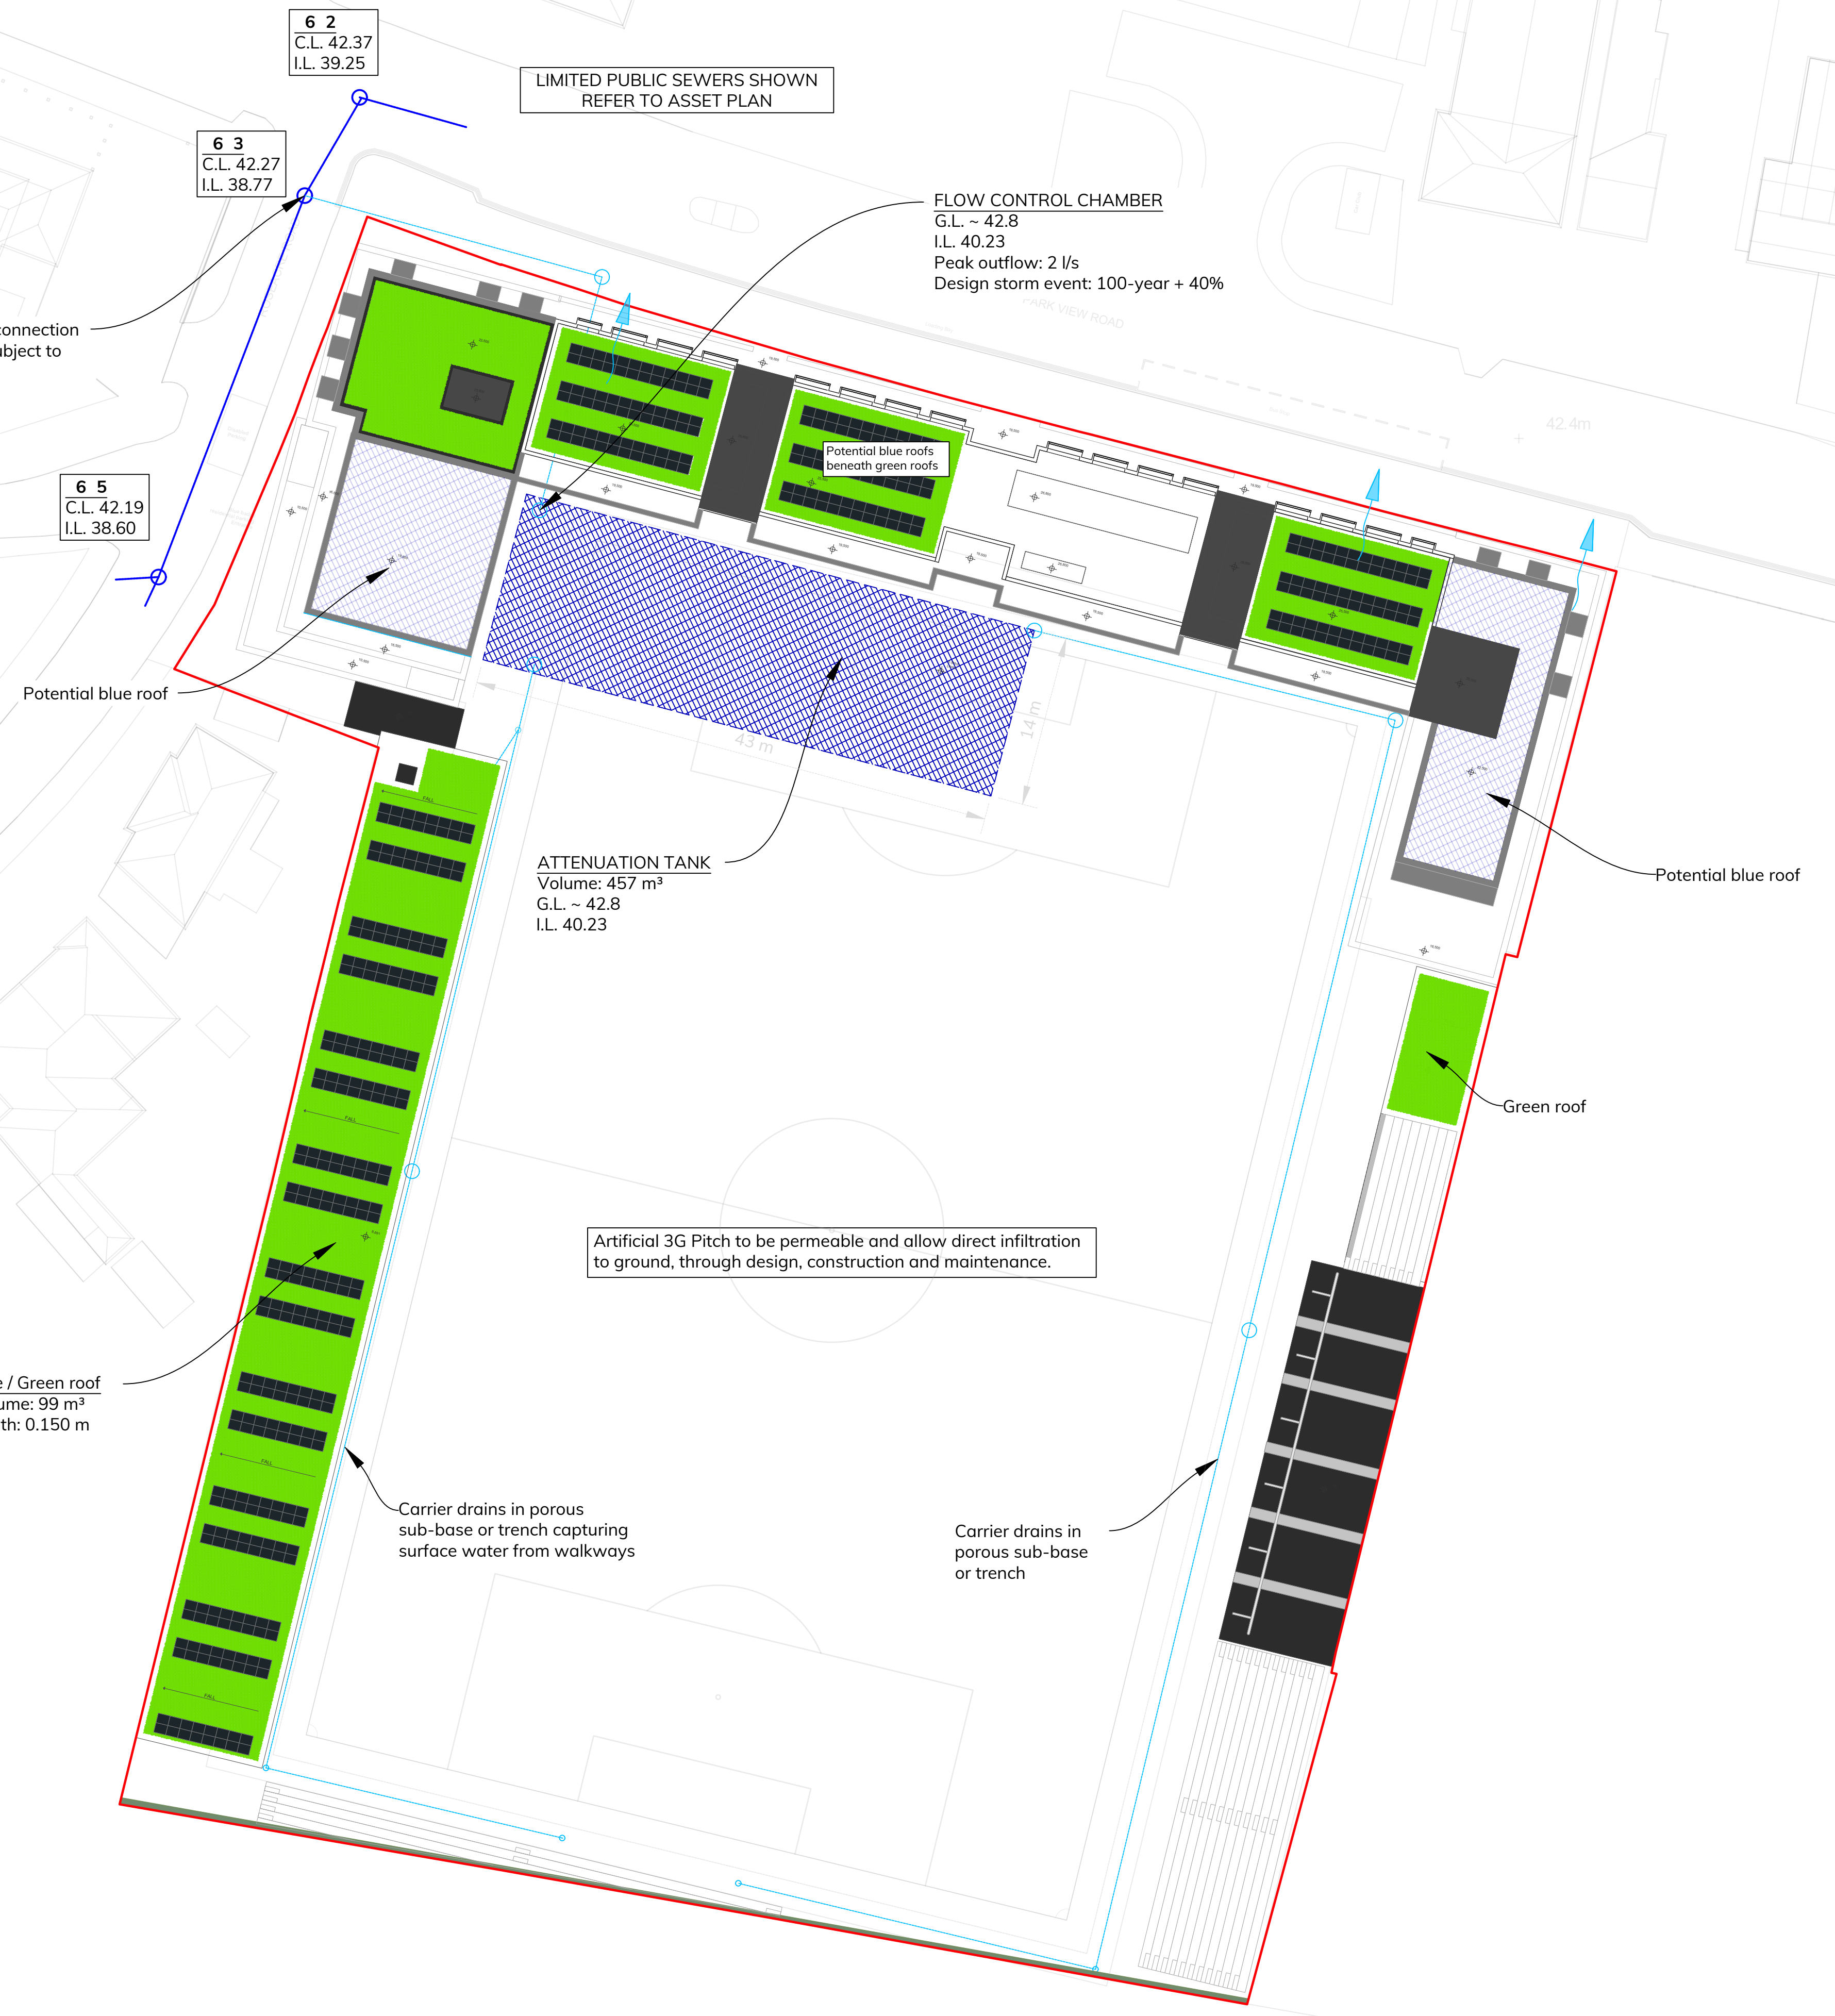 6 2
C.L. 42.37
I.L. 39.25
LIMITED PUBLIC SEWERS SHOWN
REFER TO ASSET PLAN
6 3
C.L. 42.27
I.L. 38.77
FLOW CONTROL CHAMBER
G.L. ~ 42.8
I.L. 40.23
Peak outflow: 2 l/s
Design storm event: 100-year + 40%
PARK VIEW ROAD
connection
bject to
42.4m
Potential blue roofs
beneath green roofs
6 5
C.L. 42.19
I.L. 38.60
Potential blue roof
14 m
43 m
ATTENUATION TANK
Volume: 457 m³
G.L. ~ 42.8
I.L. 40.23
Potential blue roof
FALL
Green roof
FALL
Artificial 3G Pitch to be permeable and allow direct infiltration
to ground, through design, construction and maintenance.
e / Green roof
ume: 99 m³
th: 0.150 m
FALL
Carrier drains in porous
sub-base or trench capturing
surface water from walkways
Carrier drains in
porous sub-base
or trench
FALL